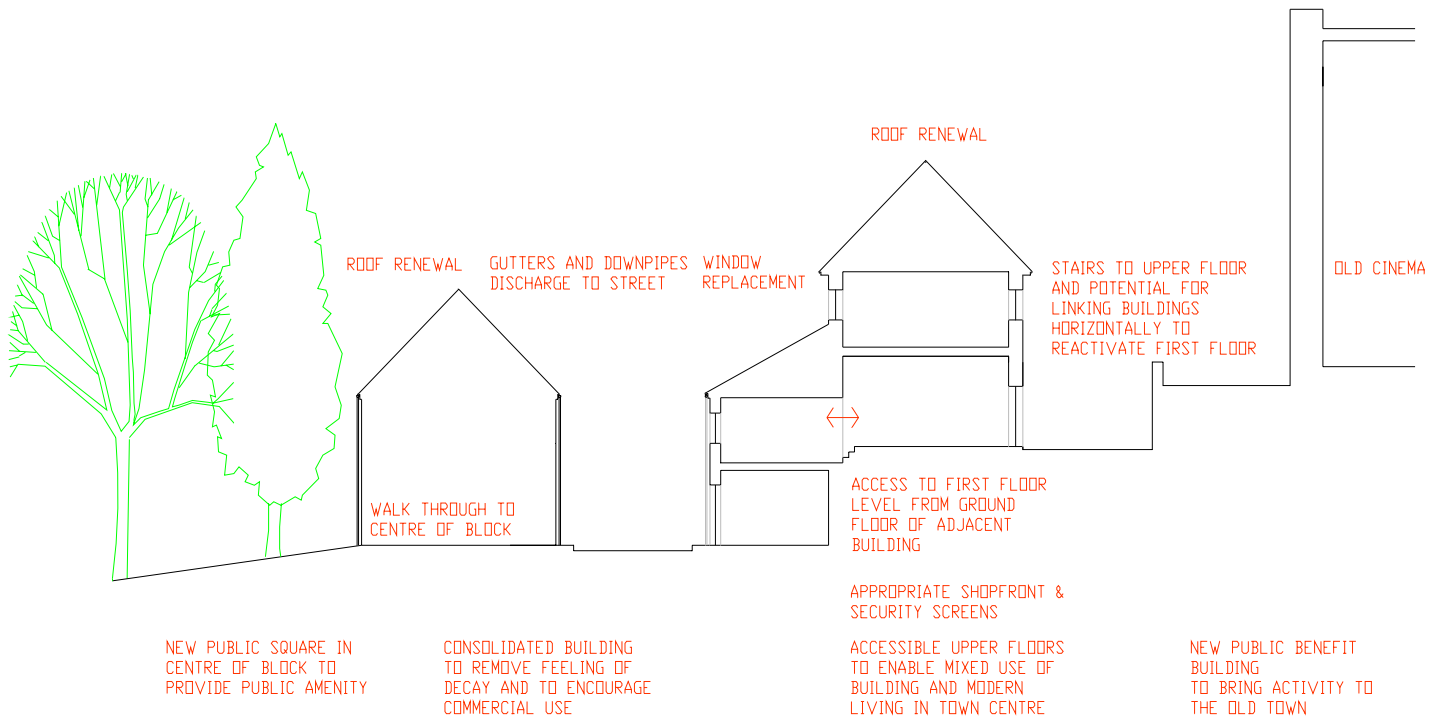 ROOF RENEWAL
ROOF RENEWAL
GUTTERS AND DOWNPIPES
DISCHARGE TO STREET
WINDOW
REPLACEMENT
STAIRS TO UPPER FLOOR
AND POTENTIAL FOR
LINKING BUILDINGS
HORIZONTALLY TO
REACTIVATE FIRST FLOOR
OLD CINEMA
WALK THROUGH TO
CENTRE OF BLOCK
ACCESS TO FIRST FLOOR
LEVEL FROM GROUND
FLOOR OF ADJACENT
BUILDING
APPROPRIATE SHOPFRONT &
SECURITY SCREENS
NEW PUBLIC SQUARE IN
CENTRE OF BLOCK TO
PROVIDE PUBLIC AMENITY
CONSOLIDATED BUILDING
TO REMOVE FEELING OF
DECAY AND TO ENCOURAGE
COMMERCIAL USE
ACCESSIBLE UPPER FLOORS
TO ENABLE MIXED USE OF
BUILDING AND MODERN
LIVING IN TOWN CENTRE
NEW PUBLIC BENEFIT
BUILDING
TO BRING ACTIVITY TO
THE OLD TOWN